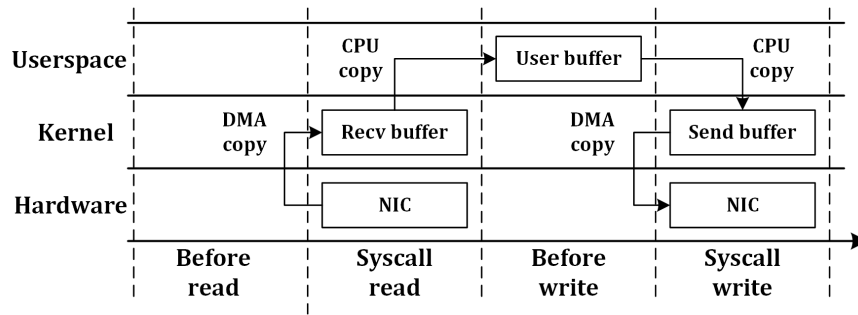 CPU
copy
User buffer
CPU
copy
Userspace
DMA
copy
Recv buffer
DMA
copy
Send buffer
Kernel
NIC
NIC
Hardware
Before
read
Syscall
read
Before
write
Syscall
write